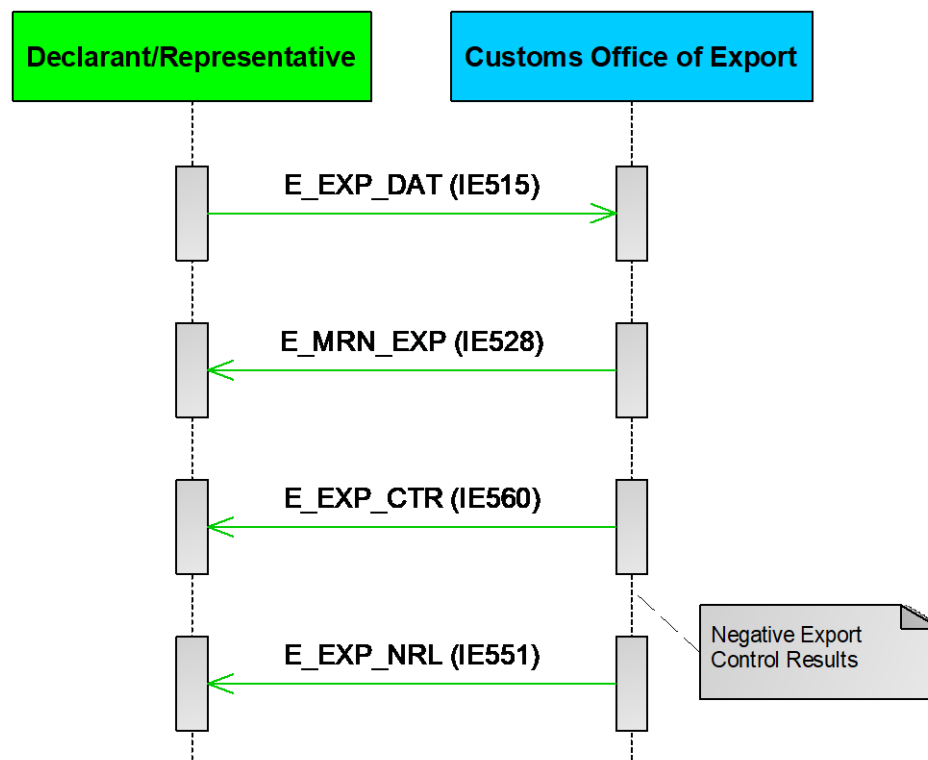 Declarant/Representative
Customs Office of Export
E_EXP_DAT (IE515)
E_MRN_EXP (IE528)
E_EXP_CTR (IE560)
E_EXP_NRL (IE551)
Negative Export
Control Results